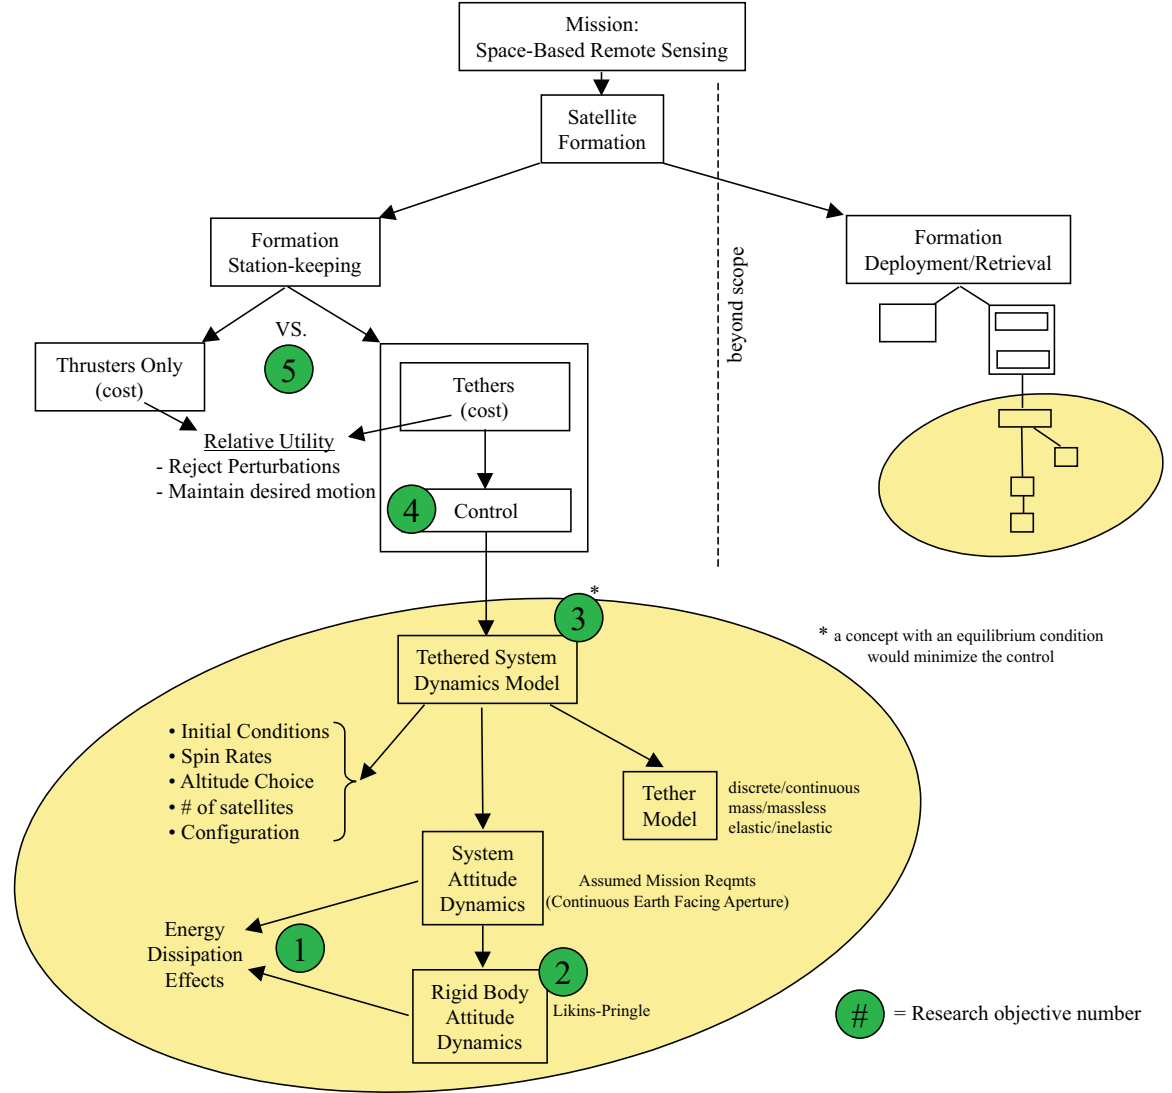 Mission:
Space-Based Remote Sensing
Satellite
Formation
Formation
Station-keeping
Formation
Deployment/Retrieval
beyond scope
VS.
5
Thrusters Only
(cost)
Tethers
(cost)
Relative Utility
- Reject Perturbations
- Maintain desired motion
4
Control
3
*
* a concept with an equilibrium condition
would minimize the control
Tethered System
Dynamics Model
• Initial Conditions
• Spin Rates
• Altitude Choice
• # of satellites
• Configuration
Tether
Model
discrete/continuous
mass/massless
elastic/inelastic
System
Attitude
Dynamics
Assumed Mission Reqmts
(Continuous Earth Facing Aperture)
Energy
Dissipation
Effects
1
2
Rigid Body
Attitude
Dynamics
Likins-Pringle
# = Research objective number